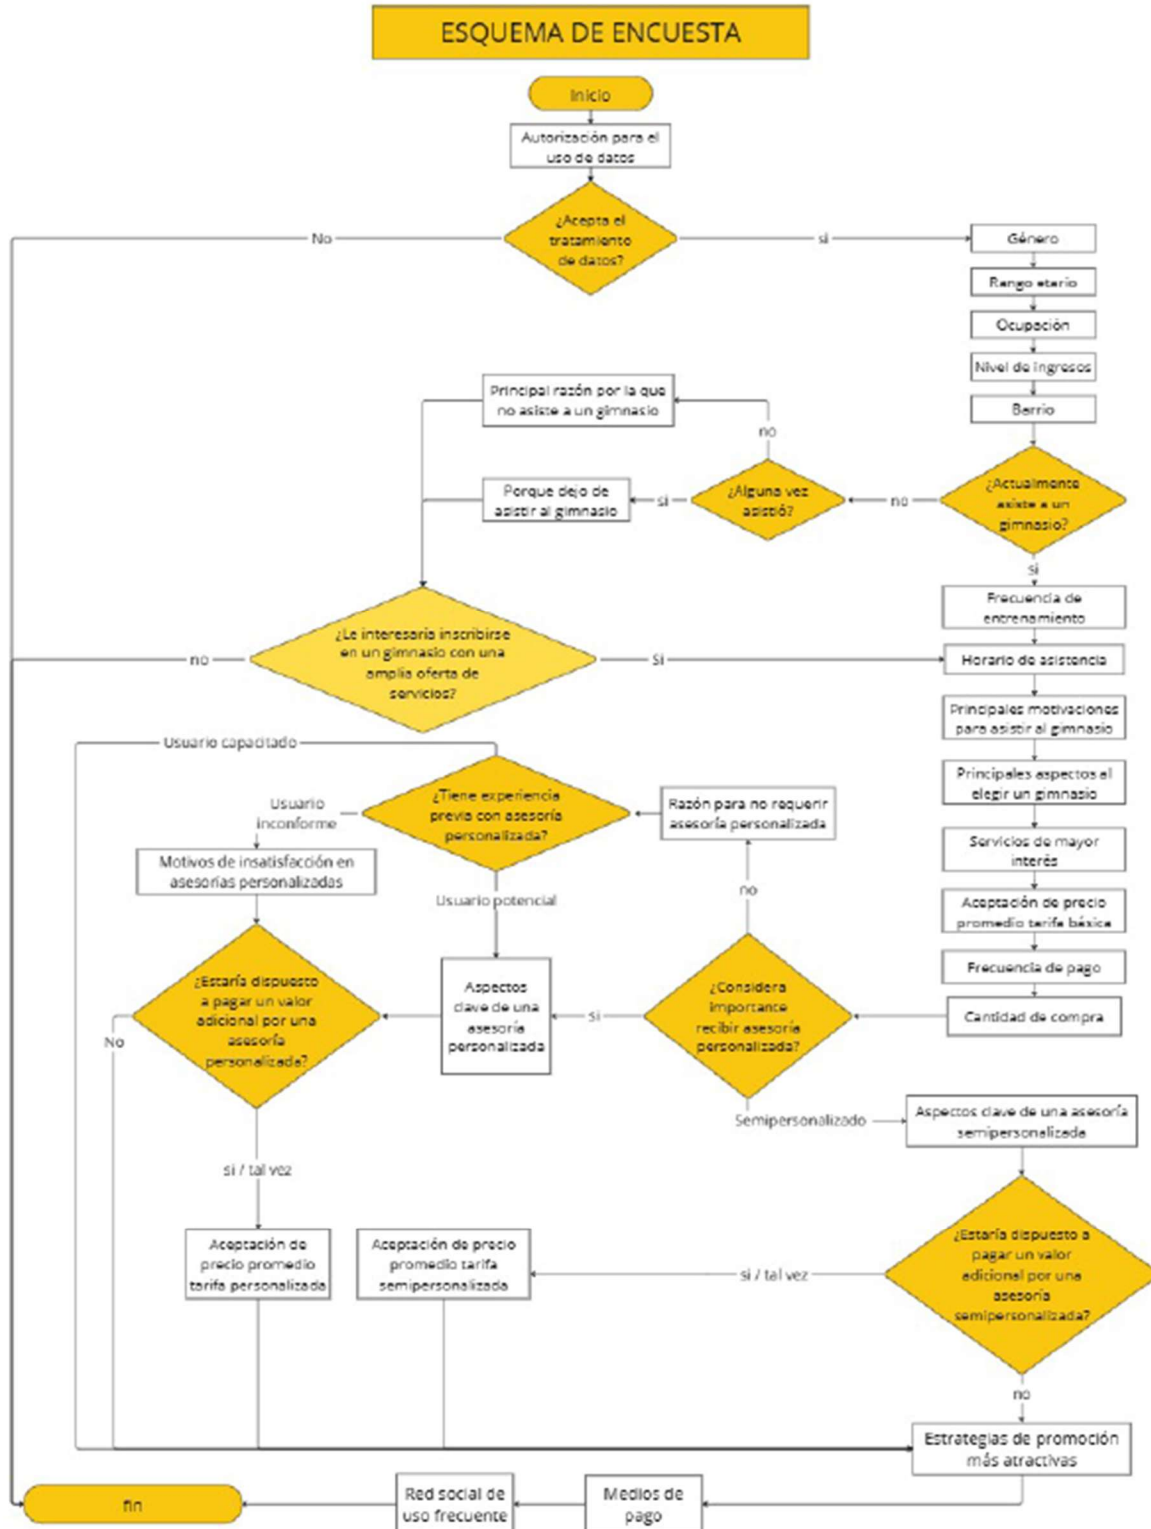 ESQUEMA DE ENCUESTA
Inicio
Autorización para el
uso de datos
¿Acepta el
tratamiento
de datos?
No
si
Género
Rango etario
Ocupación
Nivel de ingresos
Barrio
¿Actualmente
asiste a un
gimnasio?
no
¿Alguna vez
asistió?
no
Principal razón por la que
no asiste a un gimnasio
si
Porque dejo de
asistir al gimnasio
si
Frecuencia de
entrenamiento
¿Le interesaría inscribirse
en un gimnasio con una
amplia oferta de
servicios?
no
Si
Horario de asistencia
Principales motivaciones
para asistir al gimnasio
Principales aspectos al
elegir un gimnasio
Servicios de mayor
interés
Aceptación de precio
promedio tarifa básica
Frecuencia de pago
Cantidad de compra
¿Considera
importante
recibir asesoría
personalizada?
no
Razón para no requerir
asesoría personalizada
¿Tiene experiencia
previa con asesoría
personalizada?
Usuario capacitado
Usuario
inconforme
Motivos de insatisfacción en
asesorías personalizadas
Usuario potencial
si
Aspectos
clave de una
asesoría
personalizada
¿Estaría dispuesto
a pagar un valor
adicional por una
asesoría
personalizada?
No
si / tal vez
Aceptación de
precio promedio
tarifa personalizada
Semipersonalizado
Aspectos clave de una asesoría
semipersonalizada
¿Estaría dispuesto a
pagar un valor
adicional por una
asesoría
semipersonalizada?
si / tal vez
Aceptación de precio
promedio tarifa
semipersonalizada
no
Estrategias de promoción
más atractivas
Medios de
pago
Red social de
uso frecuente
fin